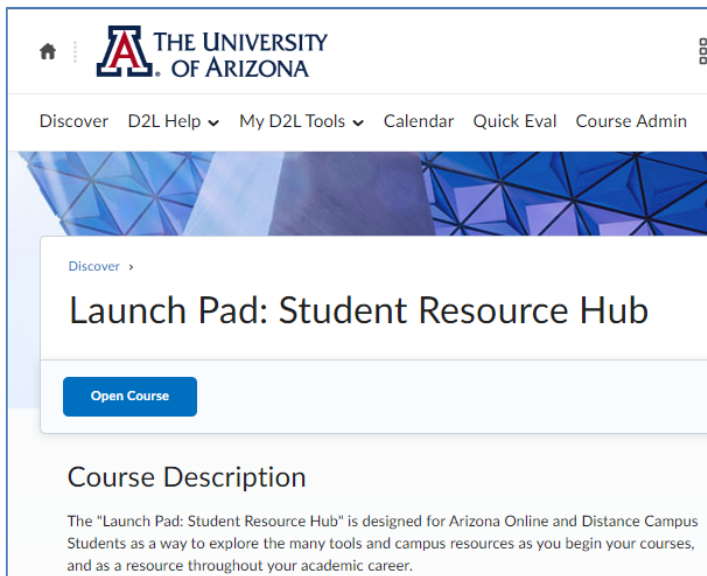 THE UNIVERSITY
OF ARIZONA
Discover D2L Help My D2L Tools Calendar Quick Eval Course Admin
Discover ›
Launch Pad: Student Resource Hub
Open Course
Course Description
The "Launch Pad: Student Resource Hub" is designed for Arizona Online and Distance Campus
Students as a way to explore the many tools and campus resources as you begin your courses,
and as a resource throughout your academic career.